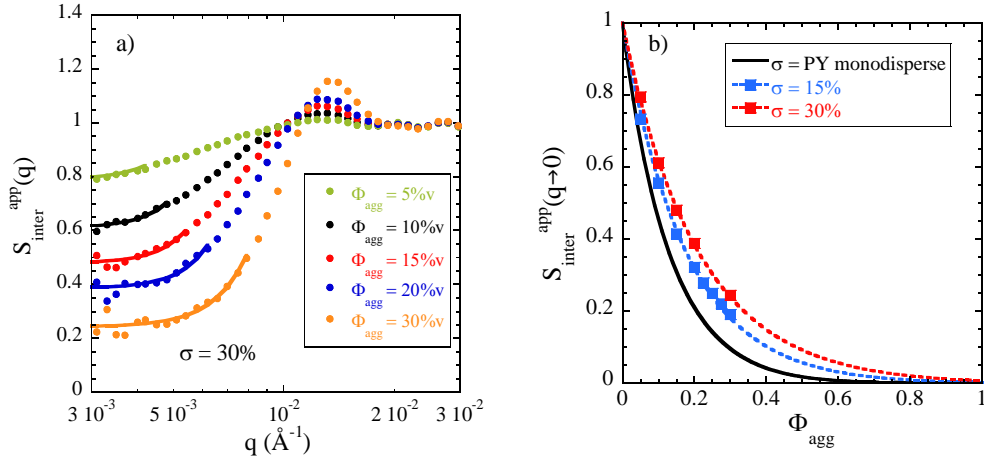 a)
S_inter^app(q)
1.4
1.2
1
0.8
0.6
0.4
0.2
0
Φ_agg = 5%v
Φ_agg = 10%v
Φ_agg = 15%v
Φ_agg = 20%v
Φ_agg = 30%v
σ = 30%
3 10^-3 5 10^-3 10^-2 2 10^-2 3 10^-2
q (Å^-1)
b)
S_inter^app(q→0)
1
0.8
0.6
0.4
0.2
0
σ = PY monodisperse
σ = 15%
σ = 30%
0 0.2 0.4 0.6 0.8 1
Φ_agg